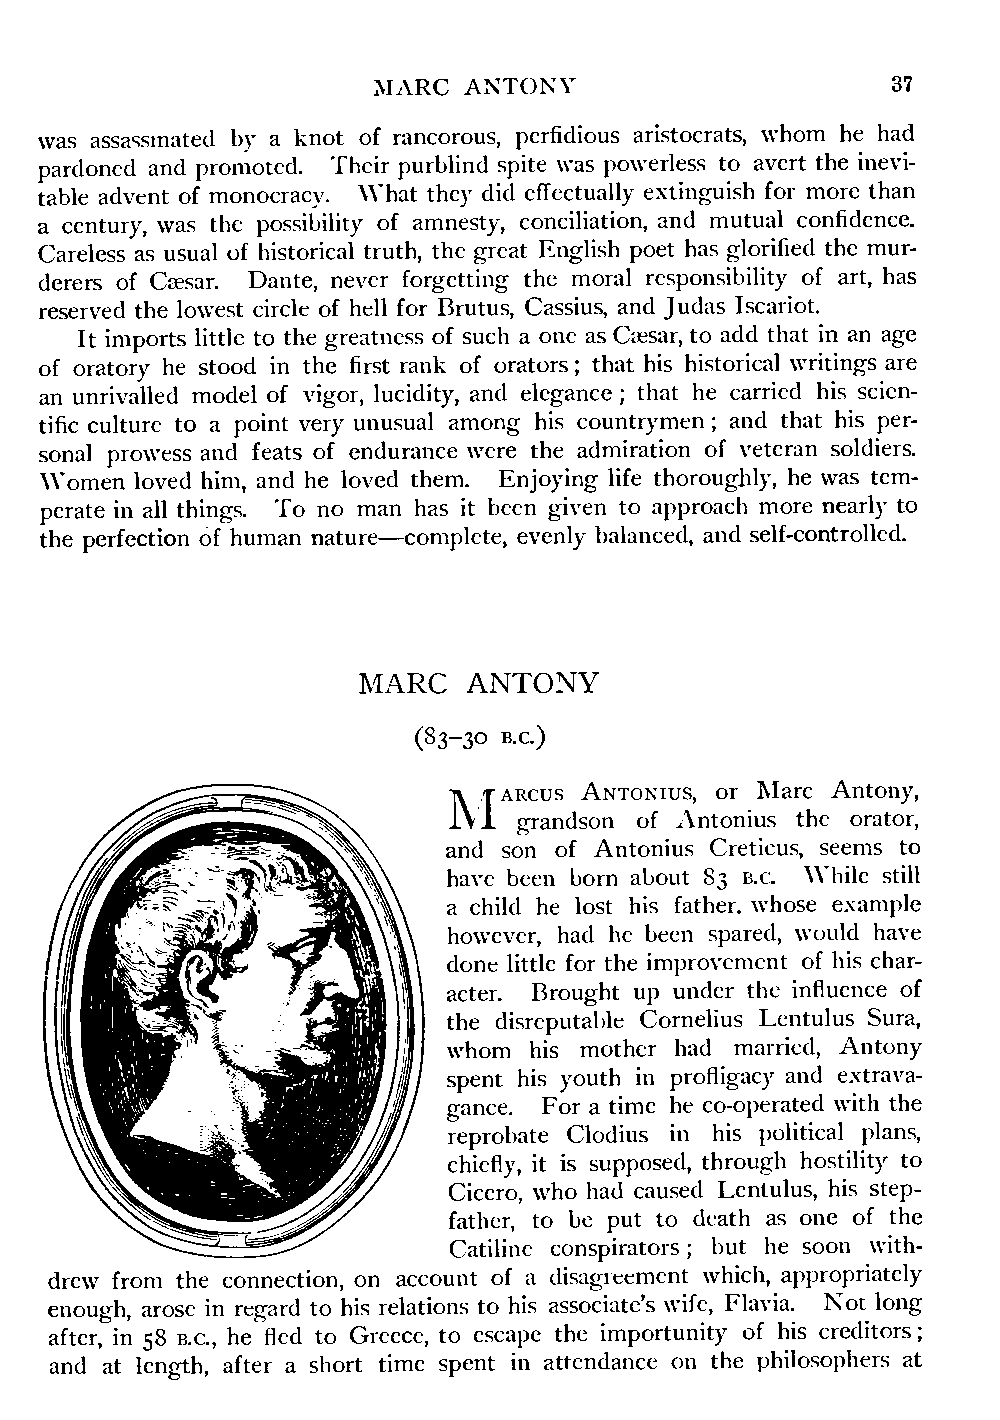 MARC ANTONY 37
was assassinated by a knot of rancorous, perfidious aristocrats, whom he had
pardoned and promoted. Their purblind spite was powerless to avert the inevi-
table advent of monocracy. What they did effectually extinguish for more than
a century, was the possibility of amnesty, conciliation, and mutual confidence.
Careless as usual of historical truth, the great English poet has glorified the mur-
derers of Cæsar. Dante, never forgetting the moral responsibility of art, has
reserved the lowest circle of hell for Brutus, Cassius, and Judas Iscariot.
It imports little to the greatness of such a one as Cæsar, to add that in an age
of oratory he stood in the first rank of orators; that his historical writings are
an unrivalled model of vigor, lucidity, and elegance; that he carried his scien-
tific culture to a point very unusual among his countrymen; and that his per-
sonal prowess and feats of endurance were the admiration of veteran soldiers.
Women loved him, and he loved them. Enjoying life thoroughly, he was tem-
perate in all things. To no man has it been given to approach more nearly to
the perfection of human nature—complete, evenly balanced, and self-controlled.
MARC ANTONY
(83–30 B.C.)
MARCUS ANTONIUS, or Marc Antony,
grandson of Antonius the orator,
and son of Antonius Creticus, seems to
have been born about 83 B.C. While still
a child he lost his father. whose example
however, had he been spared, would have
done little for the improvement of his char-
acter. Brought up under the influence of
the disreputable Cornelius Lentulus Sura,
whom his mother had married, Antony
spent his youth in profligacy and extrava-
gance. For a time he co-operated with the
reprobate Clodius in his political plans,
chiefly, it is supposed, through hostility to
Cicero, who had caused Lentulus, his step-
father, to be put to death as one of the
Catiline conspirators; but he soon with-
drew from the connection, on account of a disagreement which, appropriately
enough, arose in regard to his relations to his associate's wife, Flavia. Not long
after, in 58 B.C., he fled to Greece, to escape the importunity of his creditors;
and at length, after a short time spent in attendance on the philosophers at